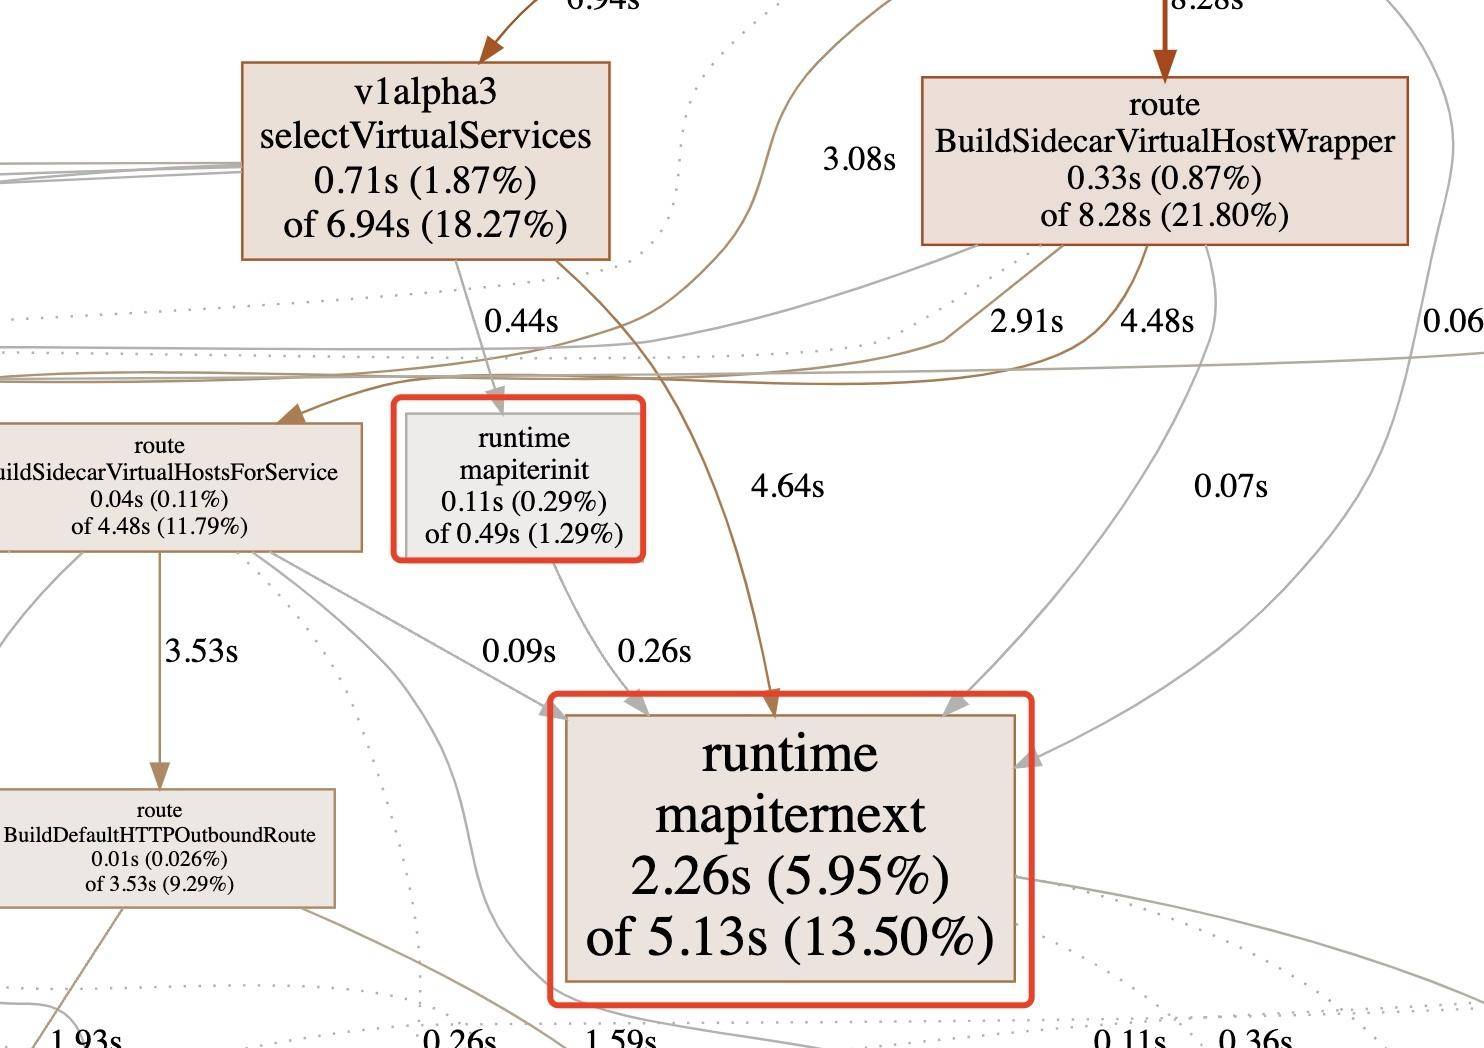 6.94s
8.28s
v1alpha3
selectVirtualServices
0.71s (1.87%)
of 6.94s (18.27%)
3.08s
route
BuildSidecarVirtualHostWrapper
0.33s (0.87%)
of 8.28s (21.80%)
0.44s
2.91s
4.48s
0.06
route
uildSidecarVirtualHostsForService
0.04s (0.11%)
of 4.48s (11.79%)
runtime
mapiterinit
0.11s (0.29%)
of 0.49s (1.29%)
4.64s
0.07s
3.53s
0.09s
0.26s
runtime
mapiternext
2.26s (5.95%)
of 5.13s (13.50%)
route
BuildDefaultHTTPOutboundRoute
0.01s (0.026%)
of 3.53s (9.29%)
1.93s
0.26s
1.59s
0.11s
0.36s